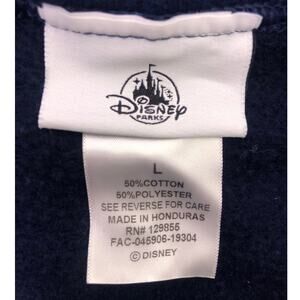 Disney
PARKS
L
50%COTTON
50%POLYESTER
SEE REVERSE FOR CARE
MADE IN HONDURAS
RN# 129855
FAC-045906-19304
©DISNEY